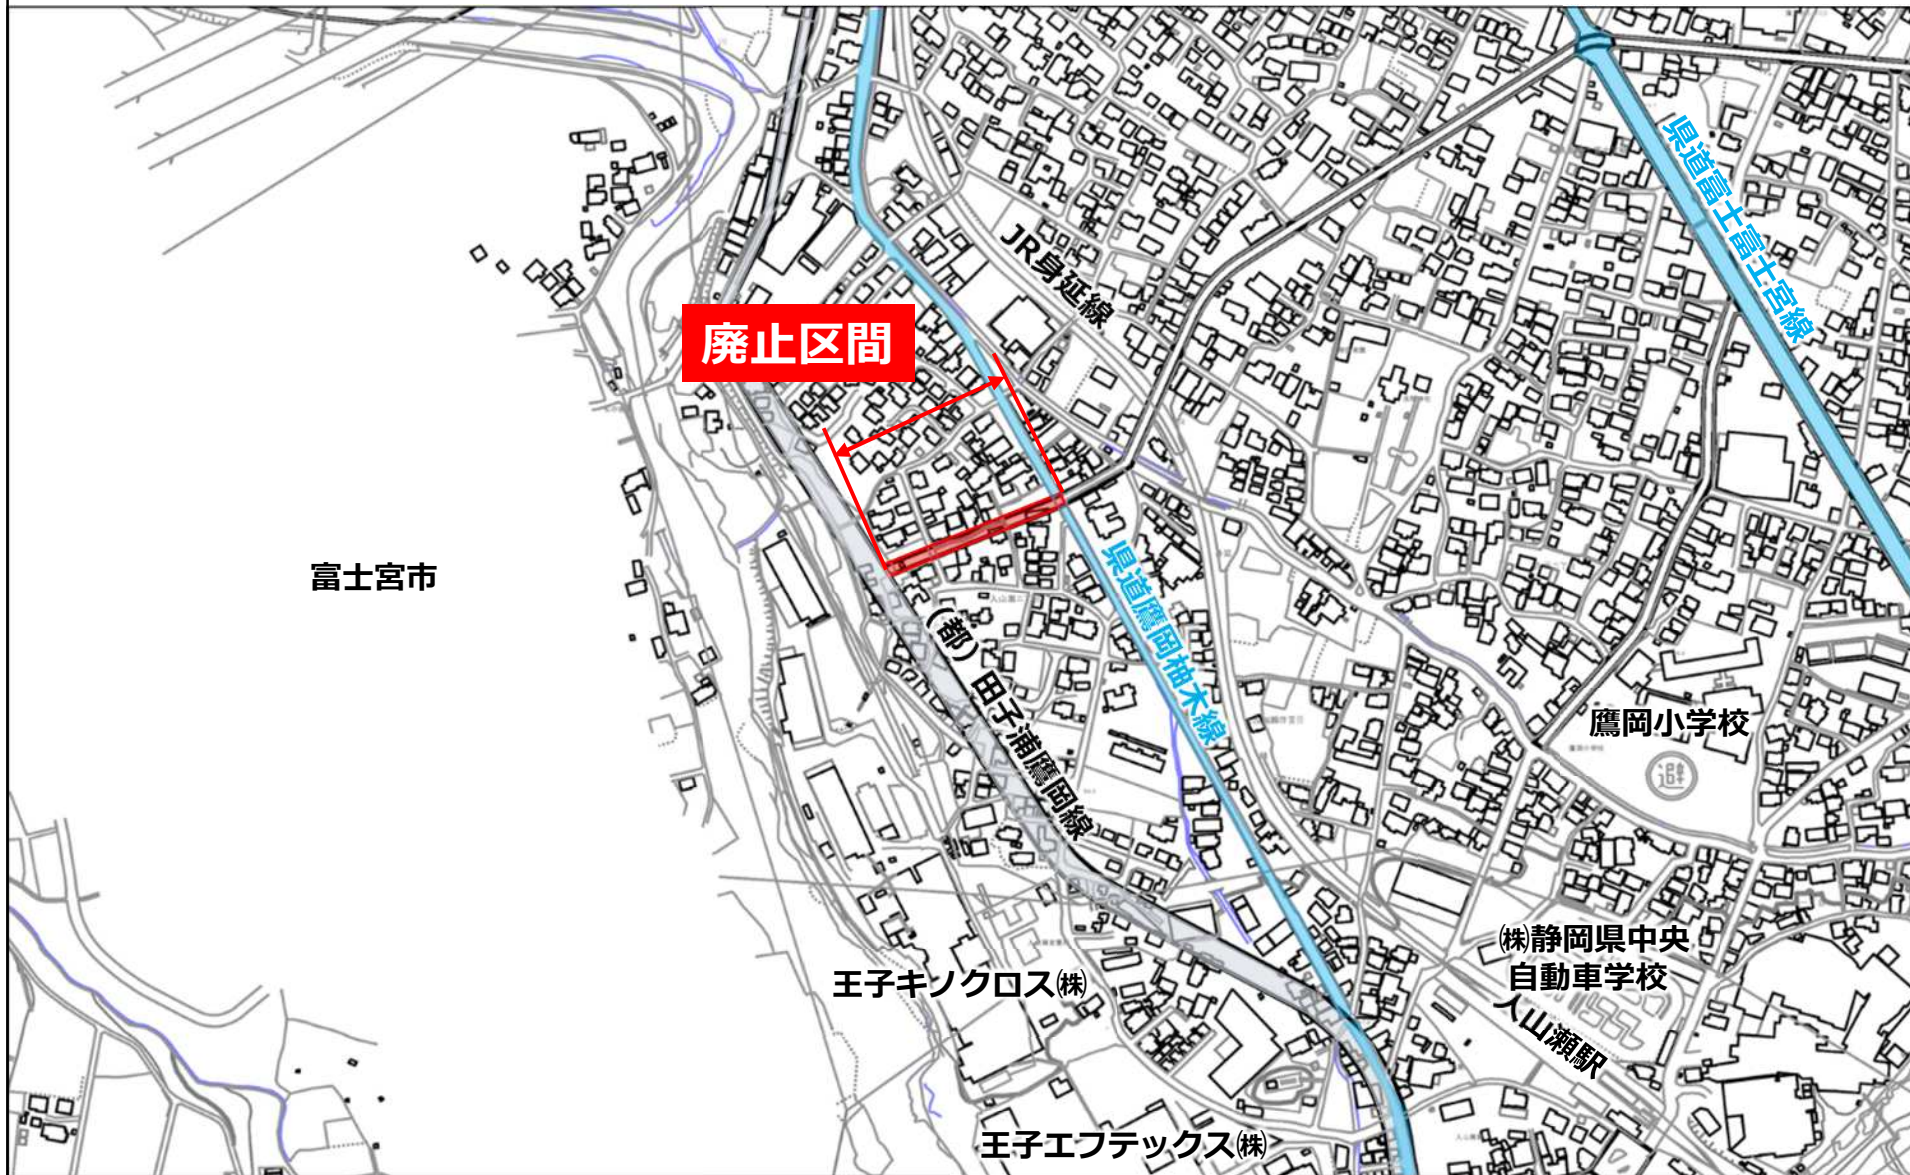 県道富士富士宮線
JR身延線
廃止区間
富士宮市
県道鷹岡柚木線
(都)田子浦鷹岡線
鷹岡小学校
避
㈱静岡県中央
自動車学校
王子キノクロス㈱
入山瀬駅
王子エフテックス㈱